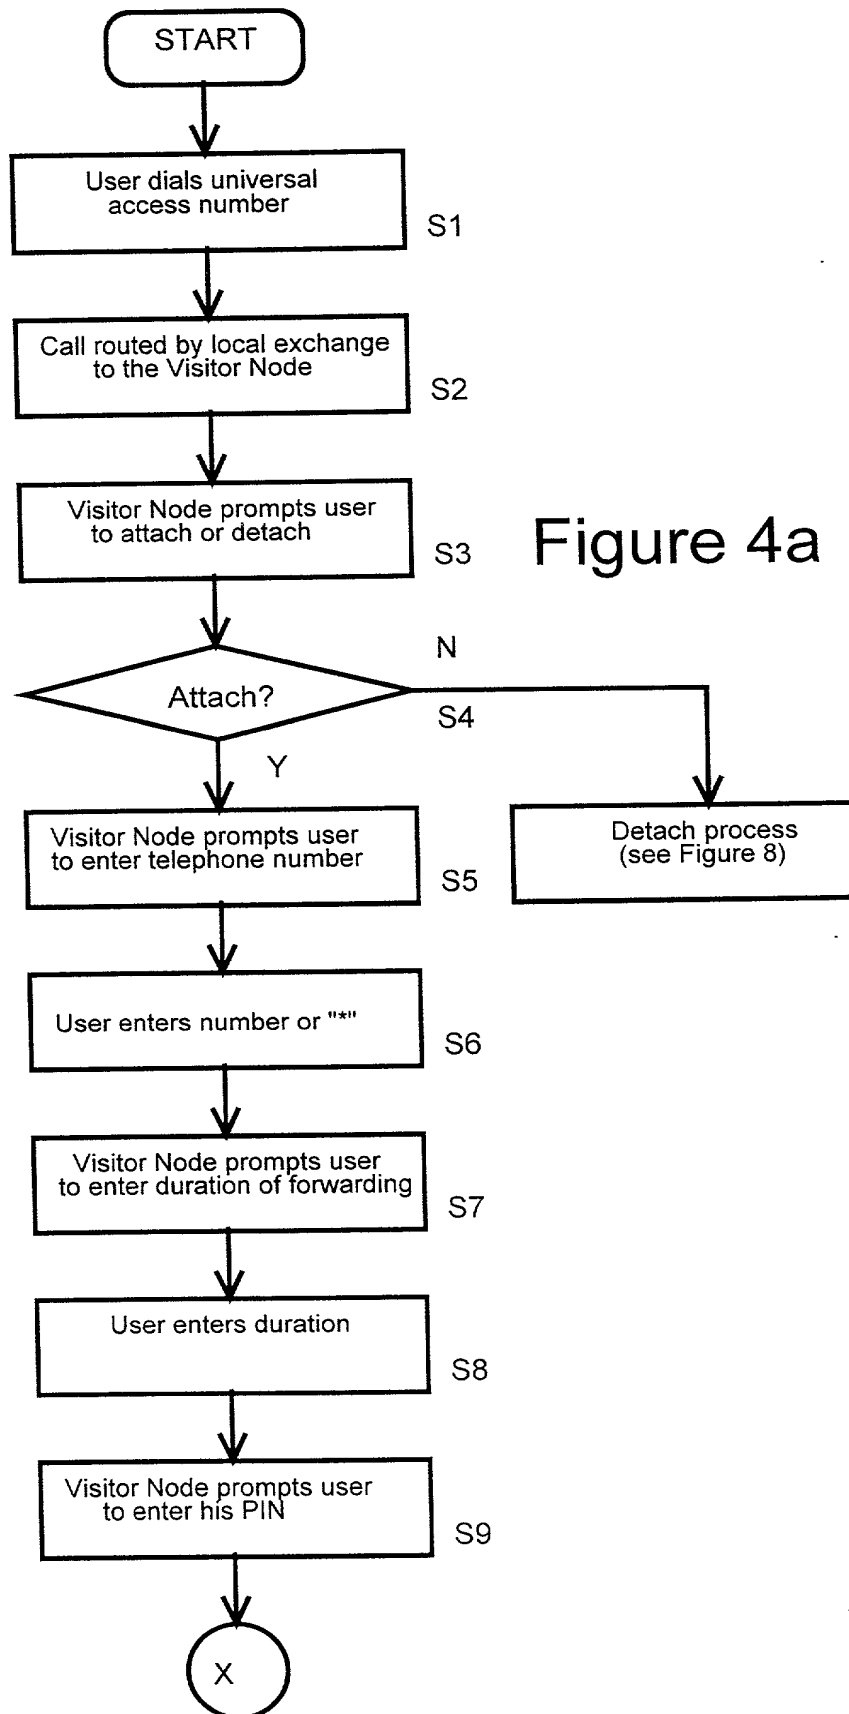 START
User dials universal
access number
S1
Call routed by local exchange
to the Visitor Node
S2
Visitor Node prompts user
to attach or detach
S3
Figure 4a
N
Attach?
S4
Y
Visitor Node prompts user
to enter telephone number
S5
Detach process
(see Figure 8)
User enters number or "*"
S6
Visitor Node prompts user
to enter duration of forwarding
S7
User enters duration
S8
Visitor Node prompts user
to enter his PIN
S9
X